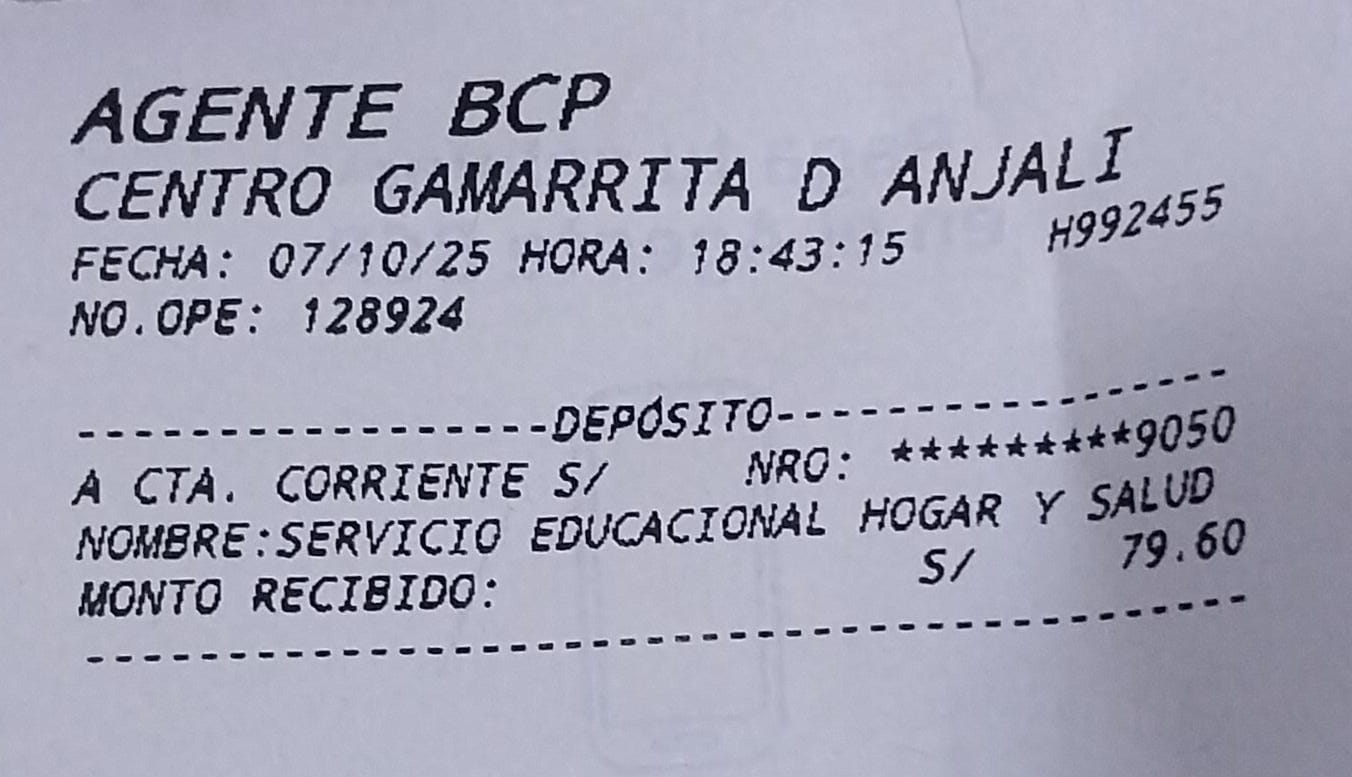 AGENTE BCP
CENTRO GAMARRITA D ANJALI
FECHA: 07/10/25 HORA: 18:43:15 H992455
NO.OPE: 128924
------------------DEPÓSITO-----------------
A CTA. CORRIENTE S/ NRO: *********9050
NOMBRE:SERVICIO EDUCACIONAL HOGAR Y SALUD
MONTO RECIBIDO: S/ 79.60
-----------------------------------------